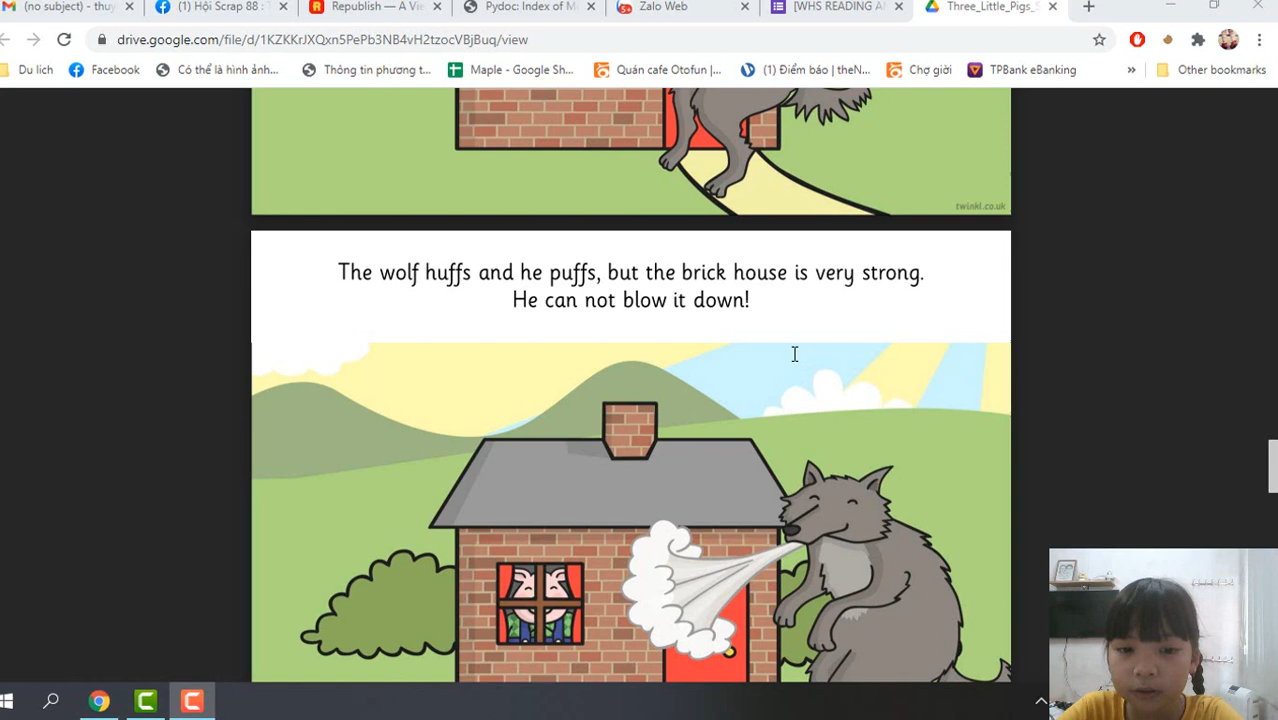 (no subject) - thuy
(1) Hội Scrap 88 : T
Republish — A Vie
Pydoc: Index of M
Zalo Web
[WHS READING A
Three_Little_Pigs_S
drive.google.com/file/d/1KZKKrJXQxn5PePb3NB4vH2tzocVBjBuq/view
Du lich
Facebook
Có thể là hình ảnh...
Thông tin phương t...
Maple - Google Sh...
Quán cafe Otofun |...
(1) Điểm báo | theN...
Chợ giời
TPBank eBanking
Other bookmarks
twinkl.co.uk
The wolf huffs and he puffs, but the brick house is very strong.
He can not blow it down!